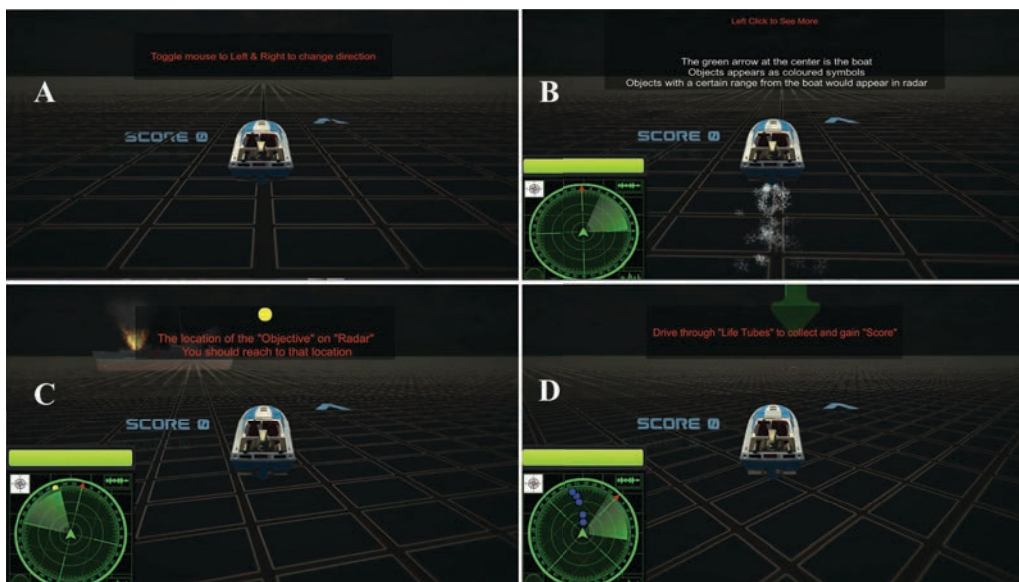 Toggle mouse to Left & Right to change direction
A
SCORE 0
Left Click to See More
The green arrow at the center is the boat
Objects appears as coloured symbols
Objects with a certain range from the boat would appear in radar
B
SCORE 0
The location of the "Objective" on "Radar"
You should reach to that location
C
SCORE 0
Drive through "Life Tubes" to collect and gain "Score"
D
SCORE 0